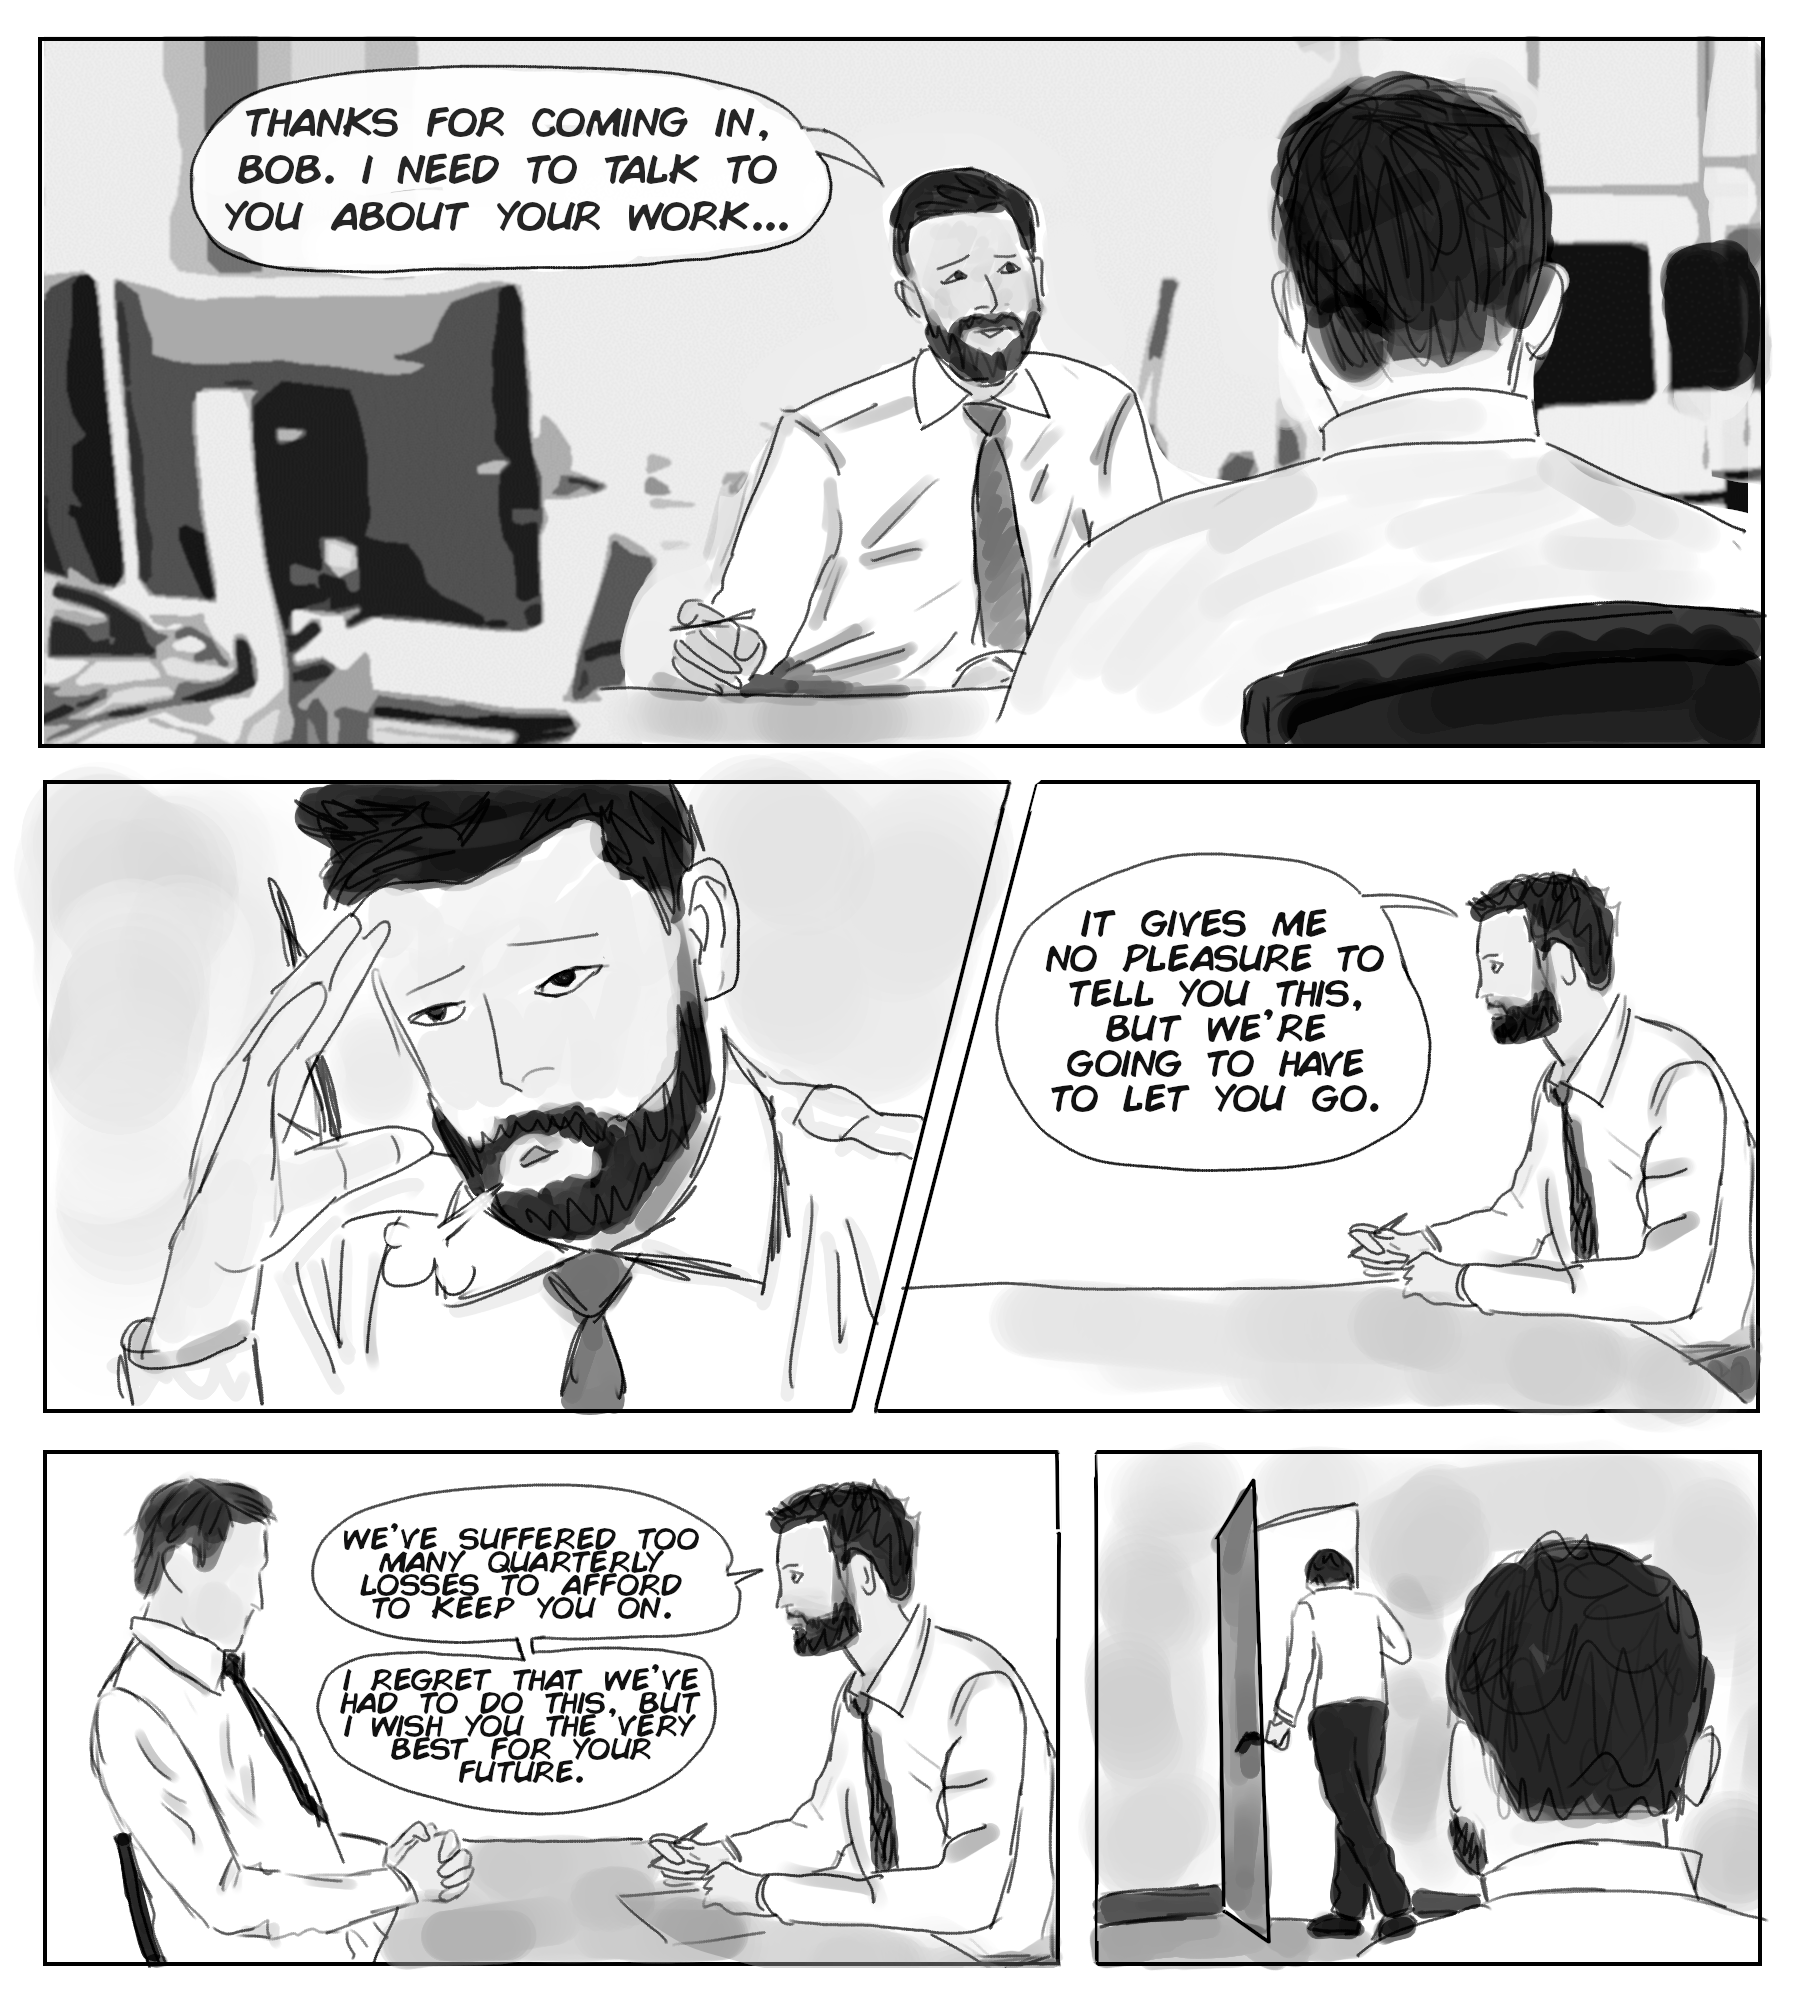 THANKS FOR COMING IN,
BOB. I NEED TO TALK TO
YOU ABOUT YOUR WORK...
IT GIVES ME
NO PLEASURE TO
TELL YOU THIS,
BUT WE'RE
GOING TO HAVE
TO LET YOU GO.
WE'VE SUFFERED TOO
MANY QUARTERLY
LOSSES TO AFFORD
TO KEEP YOU ON.
I REGRET THAT WE'VE
HAD TO DO THIS, BUT
I WISH YOU THE VERY
BEST FOR YOUR
FUTURE.